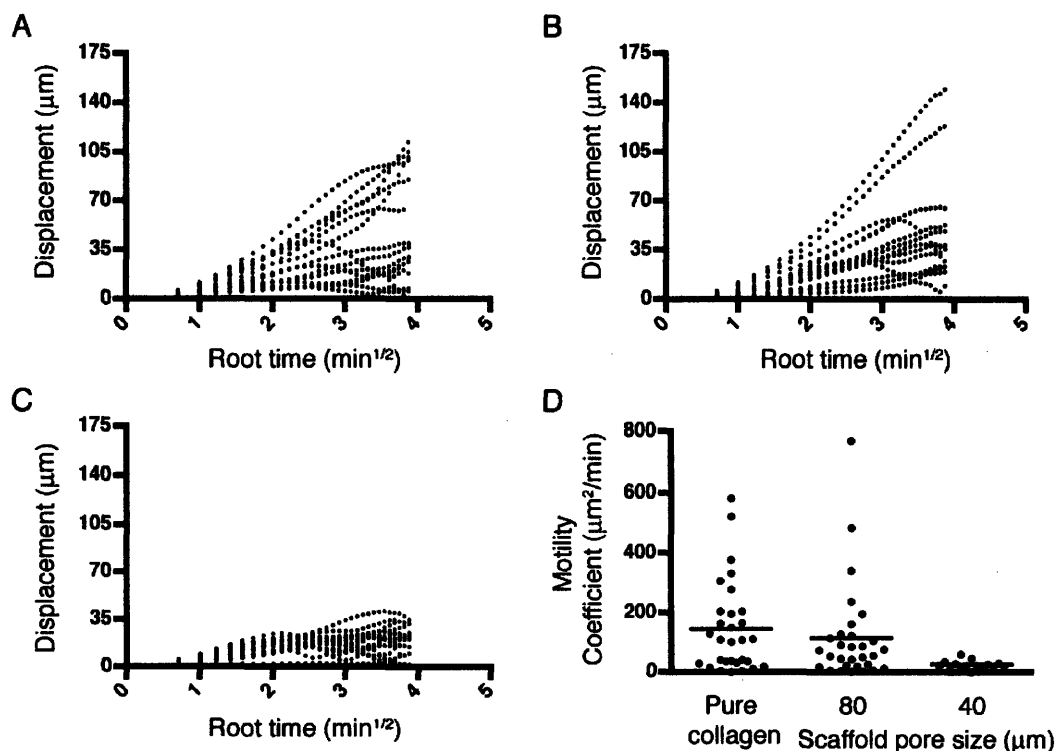 A
175
140
105
70
35
0
Displacement (μm)
0 1 2 3 4 5
Root time (min1/2)
B
175
140
105
70
35
0
Displacement (μm)
0 1 2 3 4 5
Root time (min1/2)
C
175
140
105
70
35
0
Displacement (μm)
0 1 2 3 4 5
Root time (min1/2)
D
800
600
400
200
0
Motility
Coefficient (μm²/min)
Pure 80 40
collagen Scaffold pore size (μm)